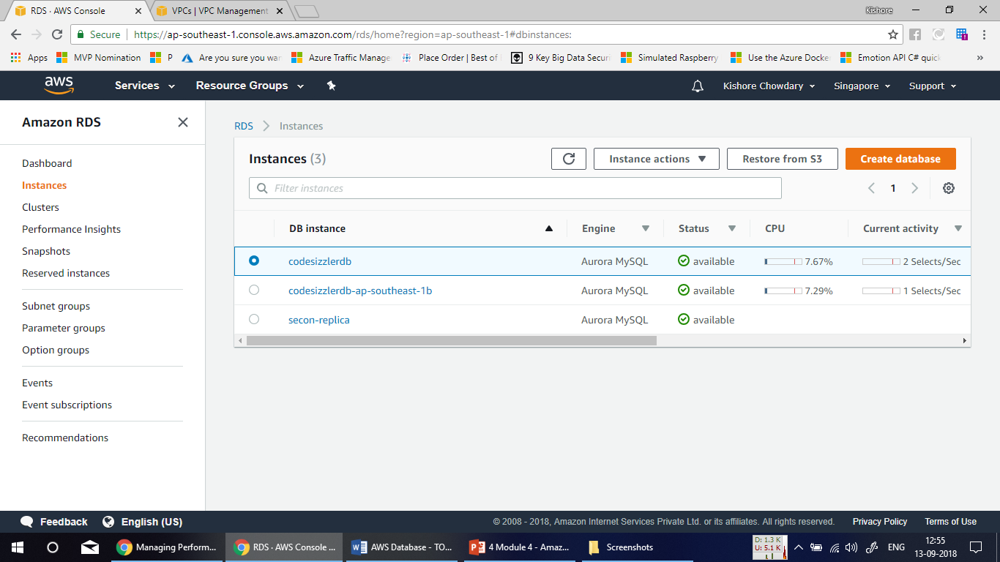 RDS · AWS Console
VPCs | VPC Management
Kishore
Secure
https://ap-southeast-1.console.aws.amazon.com/rds/home?region=ap-southeast-1#dbinstances:
Apps
MVP Nomination
P
Are you sure you wan
Azure Traffic Manage
Place Order | Best of
9 Key Big Data Securi
Simulated Raspberry
Use the Azure Docke
Emotion API C# quick
»
aws
Services
Resource Groups
Kishore Chowdary
Singapore
Support
Amazon RDS
Dashboard
Instances
Clusters
Performance Insights
Snapshots
Reserved instances
Subnet groups
Parameter groups
Option groups
Events
Event subscriptions
Recommendations
RDS
Instances
Instances (3)
Instance actions
Restore from S3
Create database
Filter instances
1
DB instance
Engine
Status
CPU
Current activity
codesizzlerdb
Aurora MySQL
available
7.67%
2 Selects/Sec
codesizzlerdb-ap-southeast-1b
Aurora MySQL
available
7.29%
1 Selects/Sec
secon-replica
Aurora MySQL
available
Feedback
English (US)
© 2008 - 2018, Amazon Internet Services Private Ltd. or its affiliates. All rights reserved.
Privacy Policy
Terms of Use
Managing Perform...
RDS · AWS Console ...
AWS Database - TO...
4 Module 4 - Amaz...
Screenshots
D: 1.3 K
U: 5.1 K
ENG
12:55
13-09-2018